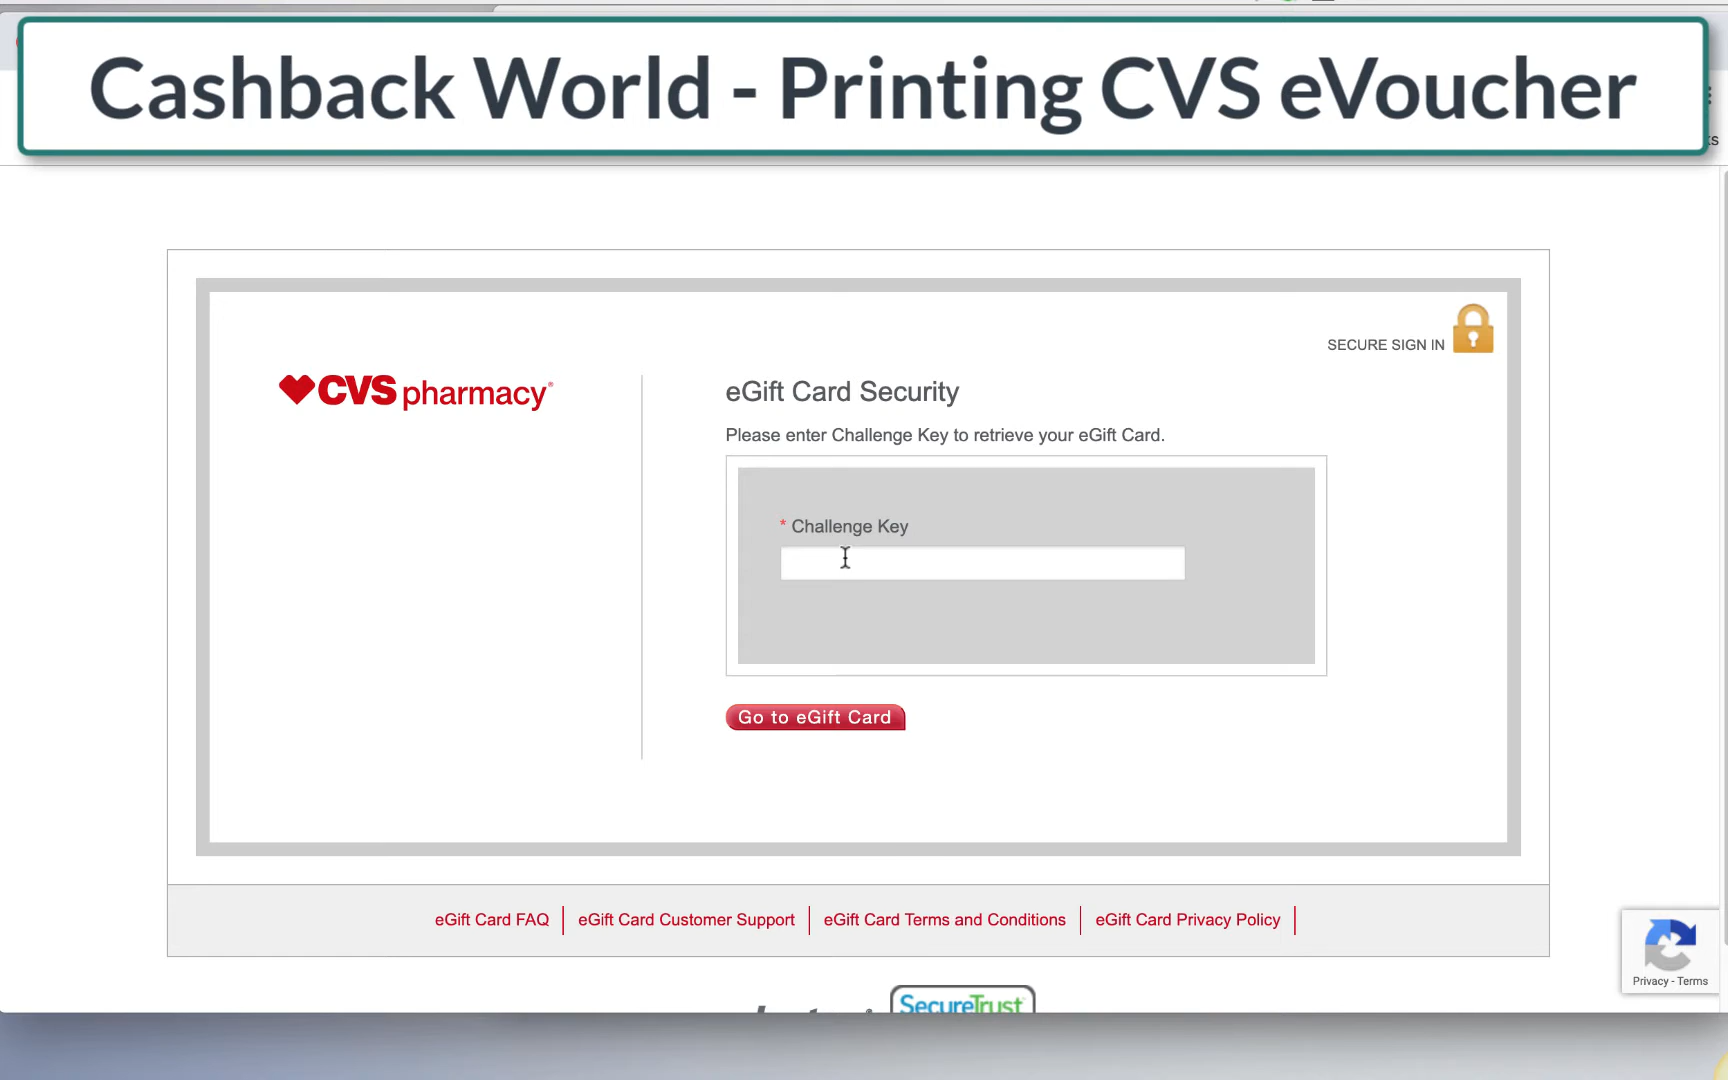 Cashback World - Printing CVS eVoucher
ts
SECURE SIGN IN
CVS pharmacy®
eGift Card Security
Please enter Challenge Key to retrieve your eGift Card.
* Challenge Key
Go to eGift Card
eGift Card FAQ
eGift Card Customer Support
eGift Card Terms and Conditions
eGift Card Privacy Policy
Privacy - Terms
SecureTrust